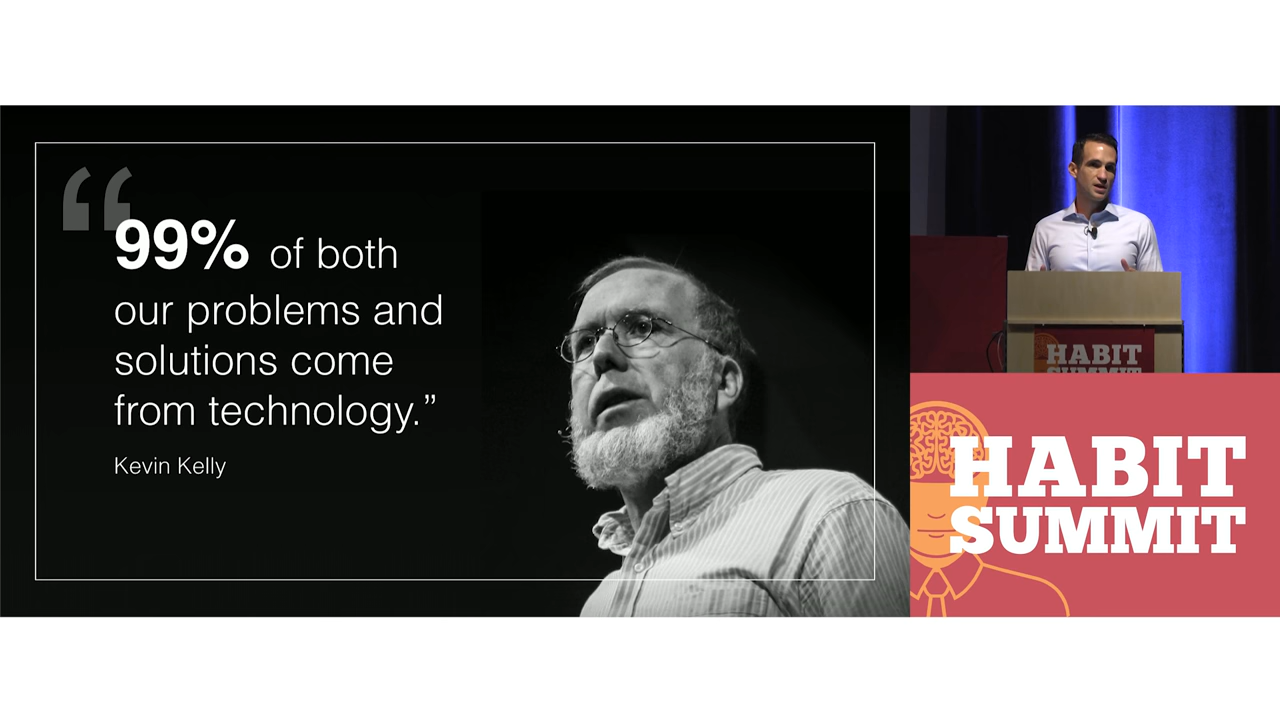 “
99% of both
our problems and
solutions come
from technology.”
Kevin Kelly
HABIT
SUMMIT
HABIT
SUMMIT